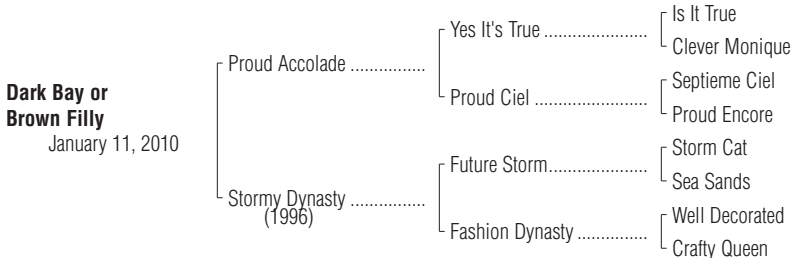 Is It True
Yes It's True ......................
Clever Monique
Proud Accolade ................
Septieme Ciel
Proud Ciel ........................
Proud Encore
Dark Bay or
Brown Filly
January 11, 2010
Storm Cat
Future Storm.....................
Sea Sands
Stormy Dynasty ................
(1996)
Well Decorated
Fashion Dynasty ...............
Crafty Queen